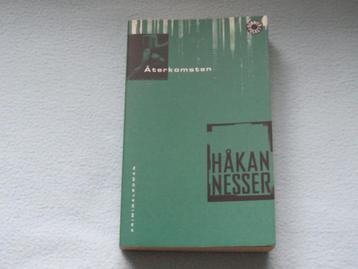 Återkomsten
HÅKAN
NESSER
KRIMINALROMAN